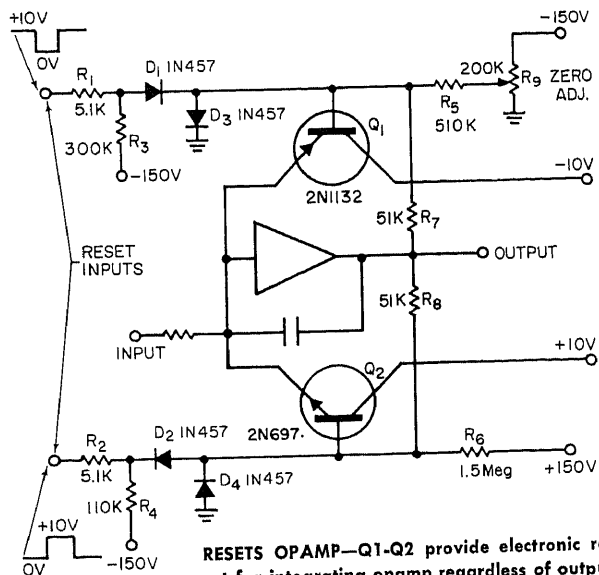 +10V
0V
-150V
R1
5.1K
D1 1N457
200K
R9
ZERO
ADJ.
R5
510K
D3 1N457
Q1
300K
R3
-150V
-10V
2N1132
51K
R7
RESET
INPUTS
OUTPUT
51K
R8
INPUT
+10V
Q2
D2 1N457
2N697.
R2
5.1K
R6
1.5Meg
+150V
D4 1N457
110K
R4
+10V
0V
-150V
RESETS OPAMP—Q1-Q2 provide electronic
for integrating opamp regardless of